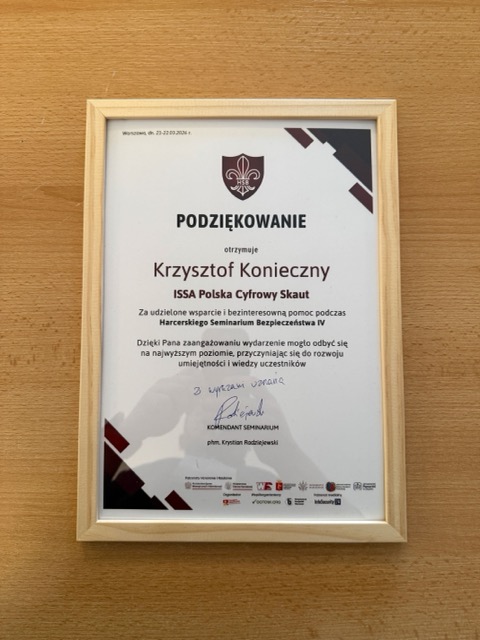 Warszawa, dn. 21-22.03.2026 r.
HSB
PODZIĘKOWANIE
otrzymuje
Krzysztof Konieczny
ISSA Polska Cyfrowy Skaut
Za udzielone wsparcie i bezinteresowną pomoc podczas
Harcerskiego Seminarium Bezpieczeństwa IV
Dzięki Pana zaangażowaniu wydarzenie mogło odbyć się
na najwyższym poziomie, przyczyniając się do rozwoju
umiejętności i wiedzy uczestników
Z wyrazami uznania
KOMENDANT SEMINARIUM
phm. Krystian Radziejewski